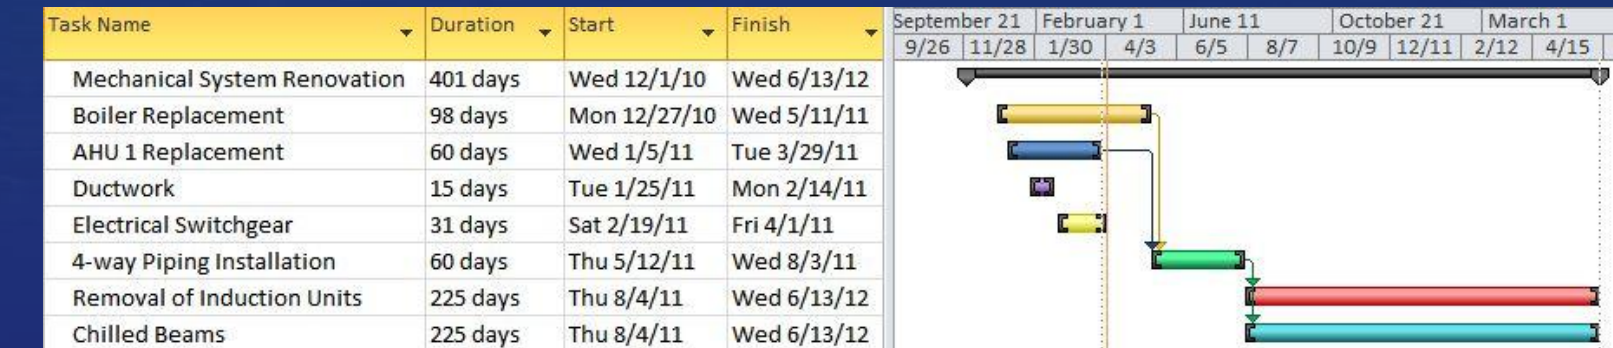 Task Name Duration Start Finish September 21 February 1 June 11 October 21 March 1
9/26 11/28 1/30 4/3 6/5 8/7 10/9 12/11 2/12 4/15
Mechanical System Renovation 401 days Wed 12/1/10 Wed 6/13/12
Boiler Replacement 98 days Mon 12/27/10 Wed 5/11/11
AHU 1 Replacement 60 days Wed 1/5/11 Tue 3/29/11
Ductwork 15 days Tue 1/25/11 Mon 2/14/11
Electrical Switchgear 31 days Sat 2/19/11 Fri 4/1/11
4-way Piping Installation 60 days Thu 5/12/11 Wed 8/3/11
Removal of Induction Units 225 days Thu 8/4/11 Wed 6/13/12
Chilled Beams 225 days Thu 8/4/11 Wed 6/13/12